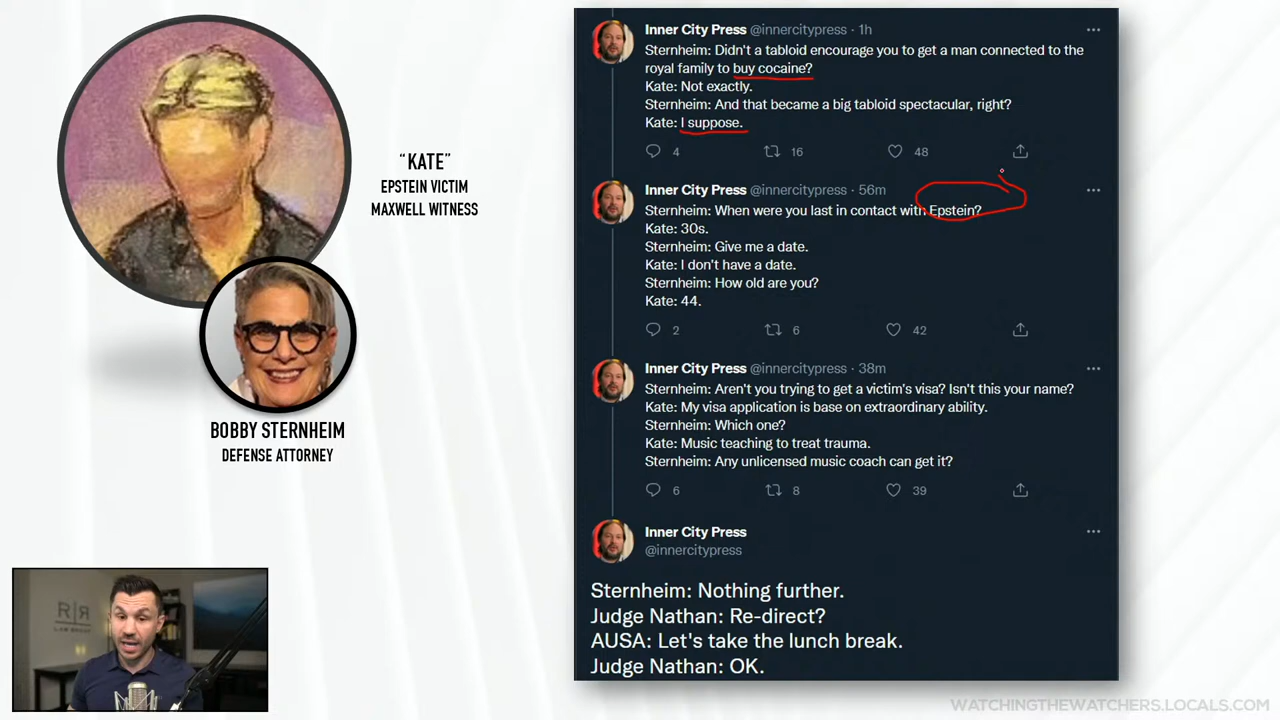 “KATE”
EPSTEIN VICTIM
MAXWELL WITNESS
BOBBY STERNHEIM
DEFENSE ATTORNEY
Inner City Press @innercitypress · 1h
Sternheim: Didn't a tabloid encourage you to get a man connected to the
royal family to buy cocaine?
Kate: Not exactly.
Sternheim: And that became a big tabloid spectacular, right?
Kate: I suppose.
4 16 48
Inner City Press @innercitypress · 56m
Sternheim: When were you last in contact with Epstein?
Kate: 30s.
Sternheim: Give me a date.
Kate: I don't have a date.
Sternheim: How old are you?
Kate: 44.
2 6 42
Inner City Press @innercitypress · 38m
Sternheim: Aren't you trying to get a victim's visa? Isn't this your name?
Kate: My visa application is base on extraordinary ability.
Sternheim: Which one?
Kate: Music teaching to treat trauma.
Sternheim: Any unlicensed music coach can get it?
6 8 39
Inner City Press
@innercitypress
Sternheim: Nothing further.
Judge Nathan: Re-direct?
AUSA: Let's take the lunch break.
Judge Nathan: OK.
R|R
LAW GROUP
WATCHINGTHEWATCHERS.LOCALS.COM